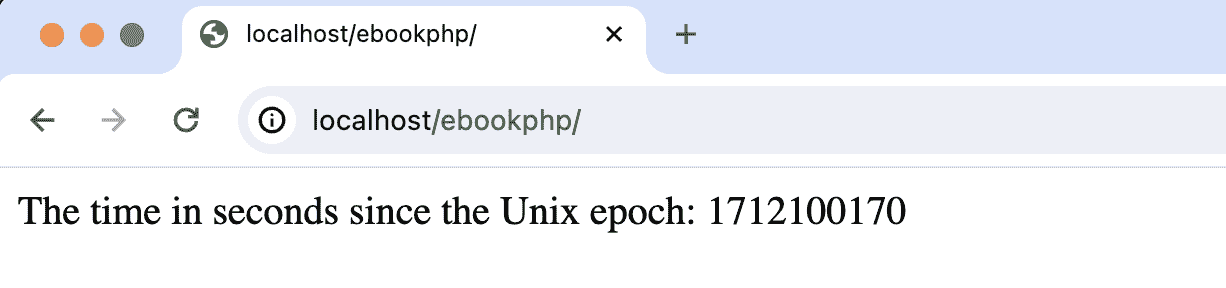 localhost/ebookphp/
localhost/ebookphp/
The time in seconds since the Unix epoch: 1712100170